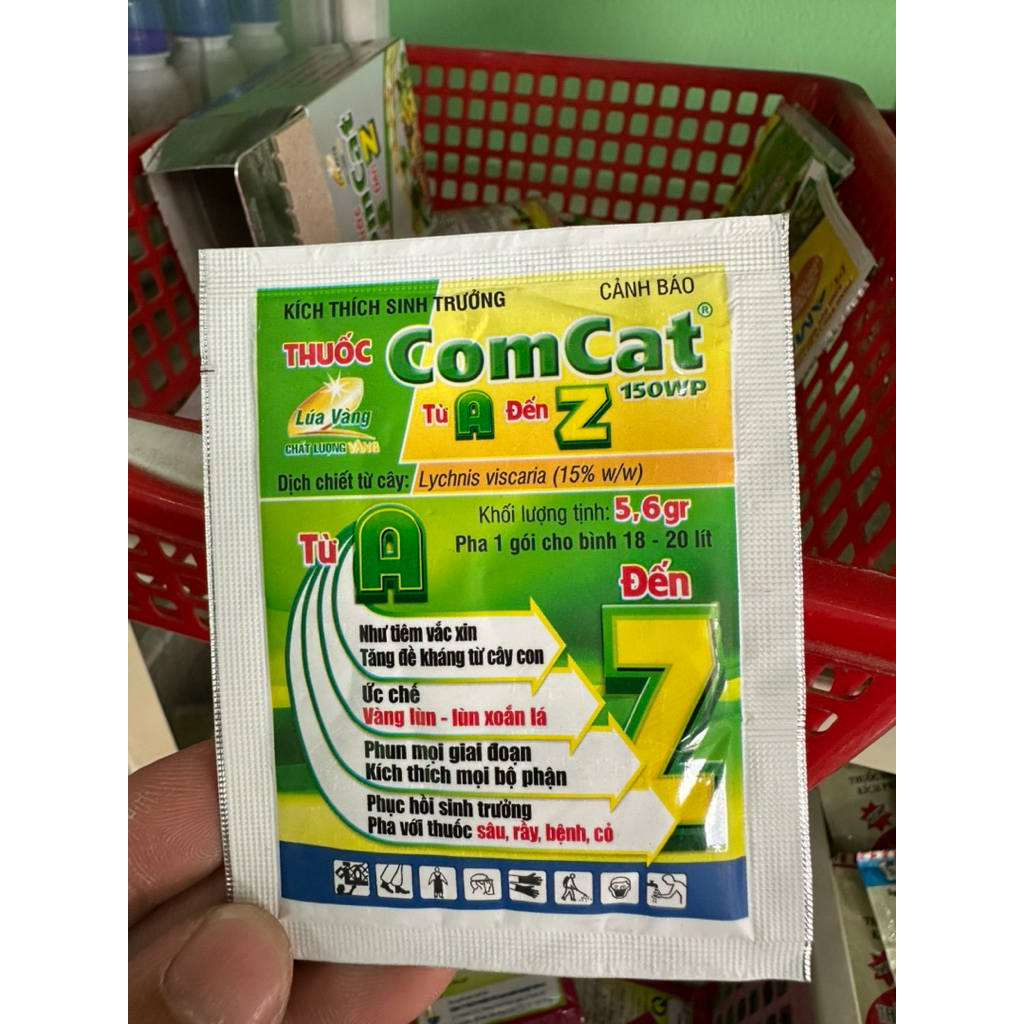 KÍCH THÍCH SINH TRƯỞNG
CẢNH BÁO
THUỐC
ComCat®
150WP
Từ A Đến Z
Lúa Vàng
CHẤT LƯỢNG VÀNG
Dịch chiết từ cây: Lychnis viscaria (15% w/w)
Khối lượng tịnh: 5,6gr
Pha 1 gói cho bình 18 - 20 lít
Từ A
Đến
Z
Như tiêm vắc xin
Tăng đề kháng từ cây con
Ức chế
Vàng lùn - lùn xoắn lá
Phun mọi giai đoạn
Kích thích mọi bộ phận
Phục hồi sinh trưởng
Pha với thuốc sâu, rầy, bệnh, cỏ